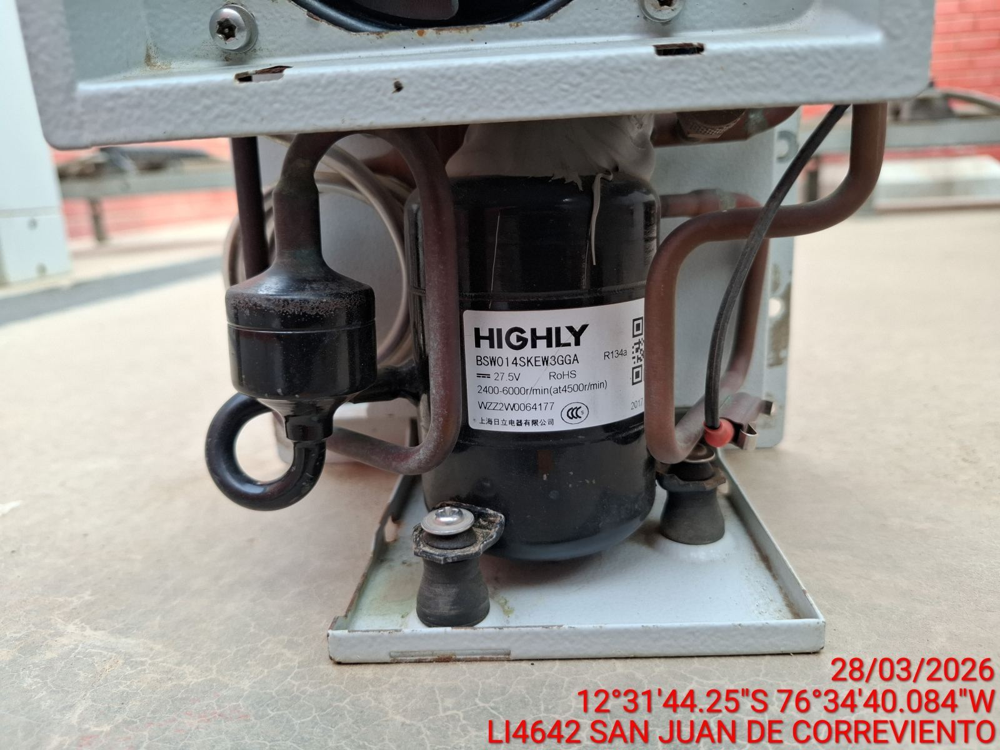 HIGHLY
BSW014SKEW3GGA R134a
27.5V RoHS
2400-6000r/min(at4500r/min)
WZZ2W0064177 CCC S 2017
上海日立电器有限公司
28/03/2026
12°31'44.25"S 76°34'40.084"W
LI4642 SAN JUAN DE CORREVIENTO